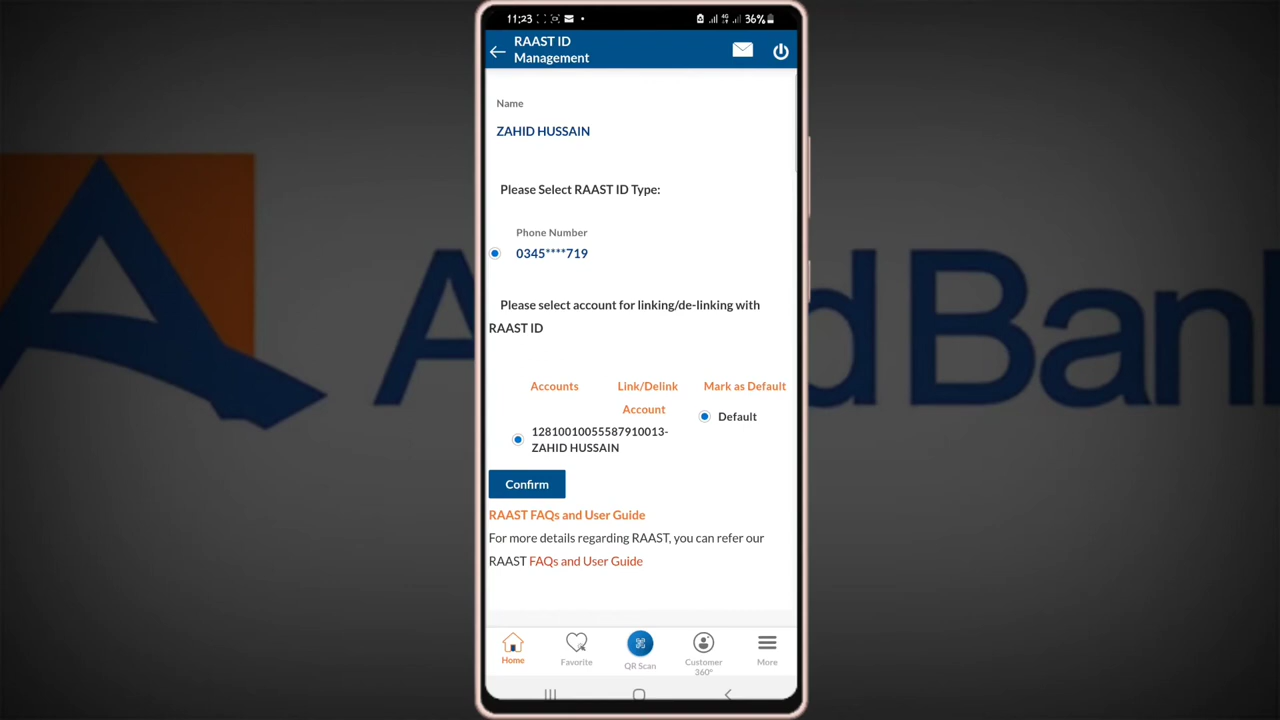 11:23
4G
36%
RAAST ID
Management
Name
ZAHID HUSSAIN
Please Select RAAST ID Type:
Phone Number
0345****719
Please select account for linking/de-linking with
RAAST ID
Accounts
Link/Delink
Account
Mark as Default
Default
12810010055587910013-
ZAHID HUSSAIN
Confirm
RAAST FAQs and User Guide
For more details regarding RAAST, you can refer our
RAAST FAQs and User Guide
Home
Favorite
QR Scan
Customer
360°
More
A
d Bank